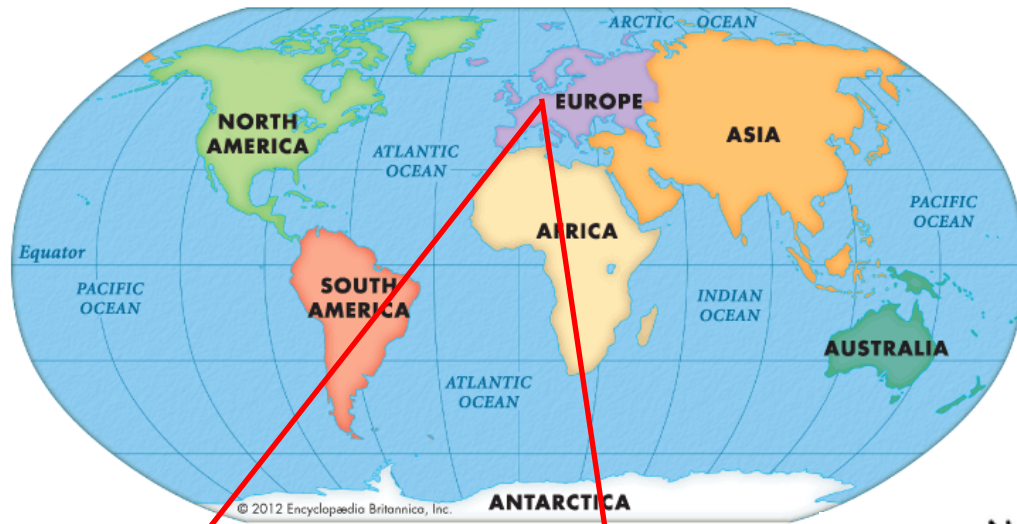 ARCTIC OCEAN
NORTH
AMERICA
EUROPE
ASIA
ATLANTIC
OCEAN
PACIFIC
OCEAN
AFRICA
Equator
PACIFIC
OCEAN
SOUTH
AMERICA
INDIAN
OCEAN
AUSTRALIA
ATLANTIC
OCEAN
ANTARCTICA
© 2012 Encyclopædia Britannica, Inc.